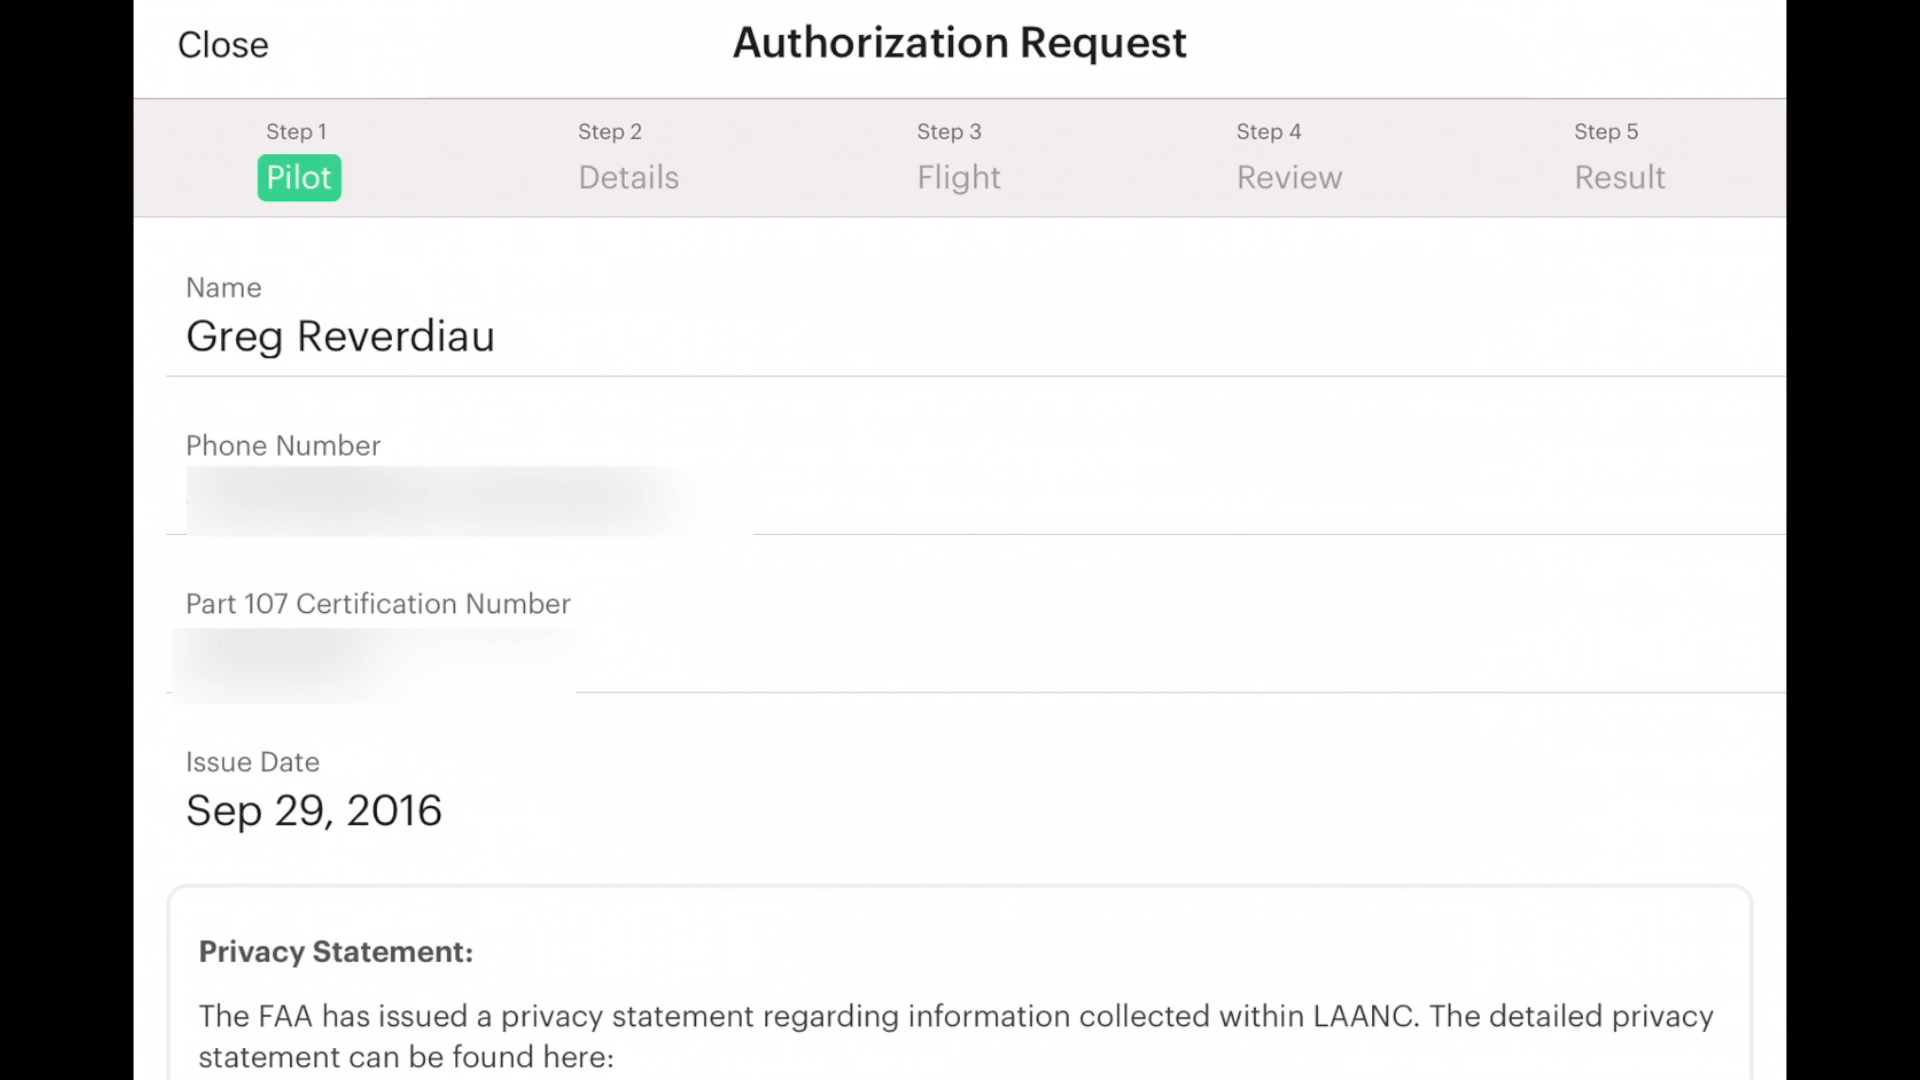 Close
Authorization Request
Step 1
Pilot
Step 2
Details
Step 3
Flight
Step 4
Review
Step 5
Result
Name
Greg Reverdiau
Phone Number
Part 107 Certification Number
Issue Date
Sep 29, 2016
Privacy Statement:
The FAA has issued a privacy statement regarding information collected within LAANC. The detailed privacy
statement can be found here: